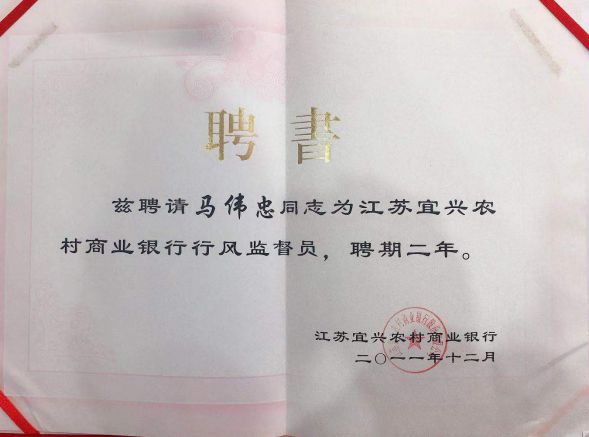 聘書
兹聘请马伟忠同志为江苏宜兴农
村商业银行行风监督员，聘期二年。
江苏宜兴农村商业银行
二〇一一年十二月